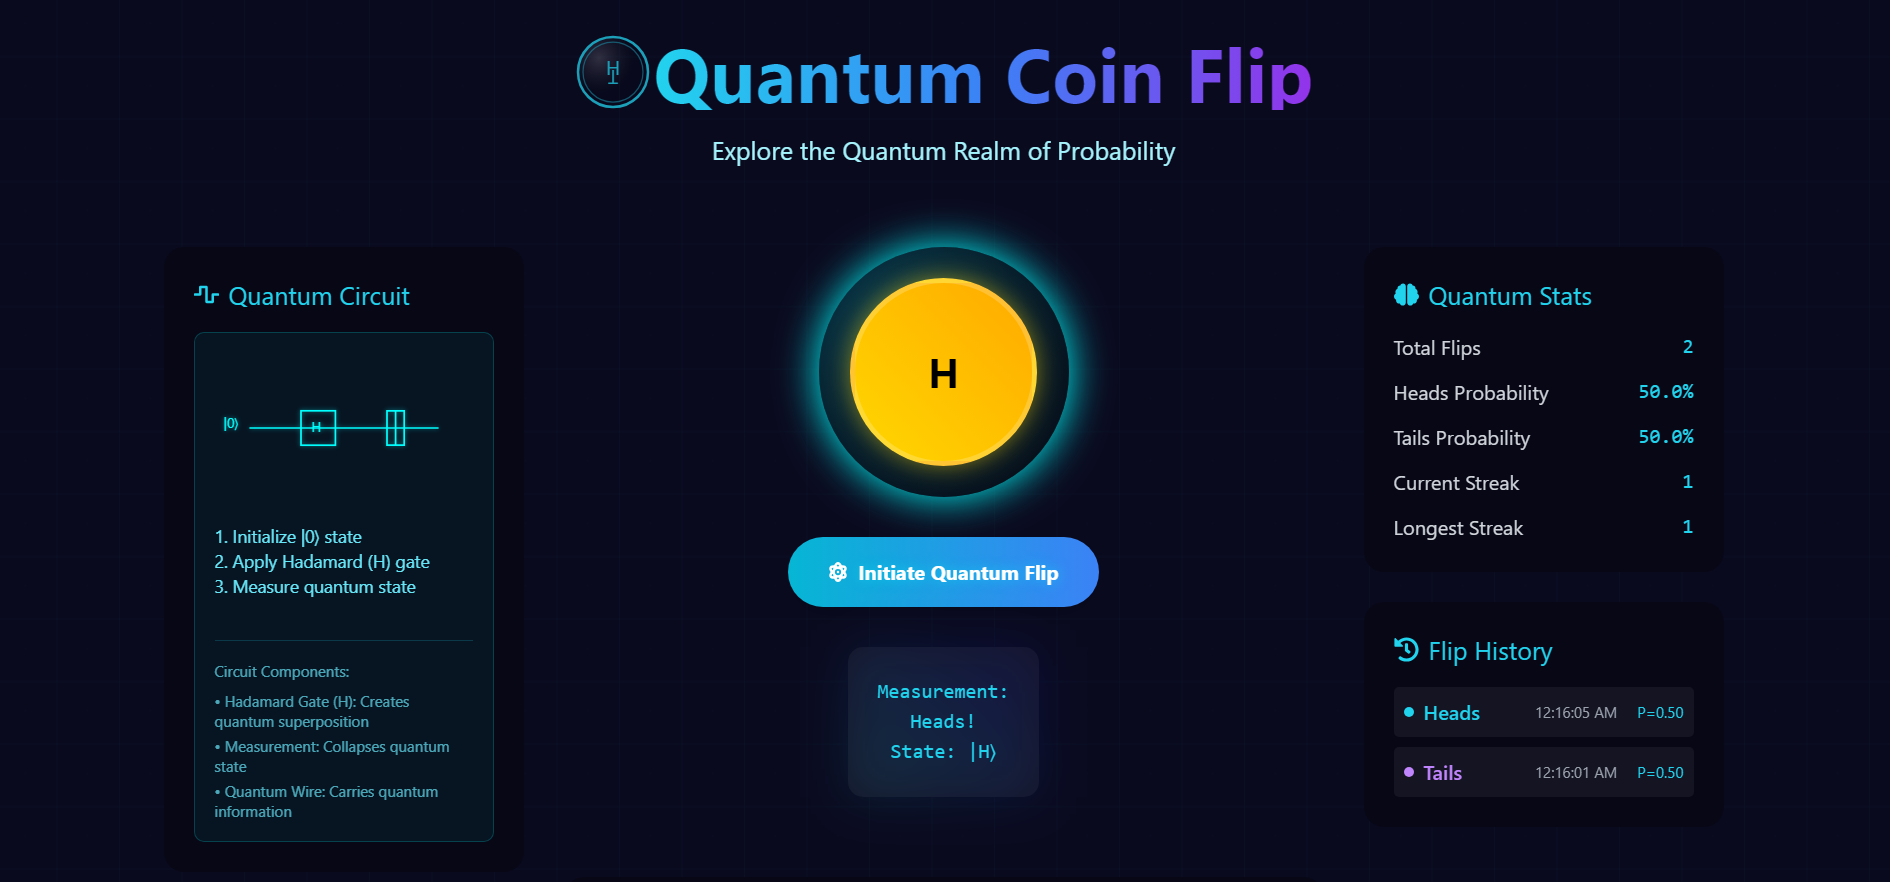 H
T
Quantum Coin Flip
Explore the Quantum Realm of Probability
Quantum Circuit
|0⟩
H
1. Initialize |0⟩ state
2. Apply Hadamard (H) gate
3. Measure quantum state
Circuit Components:
• Hadamard Gate (H): Creates
quantum superposition
• Measurement: Collapses quantum
state
• Quantum Wire: Carries quantum
information
H
Initiate Quantum Flip
Measurement:
Heads!
State: |H⟩
Quantum Stats
Total Flips 2
Heads Probability 50.0%
Tails Probability 50.0%
Current Streak 1
Longest Streak 1
Flip History
Heads 12:16:05 AM P=0.50
Tails 12:16:01 AM P=0.50